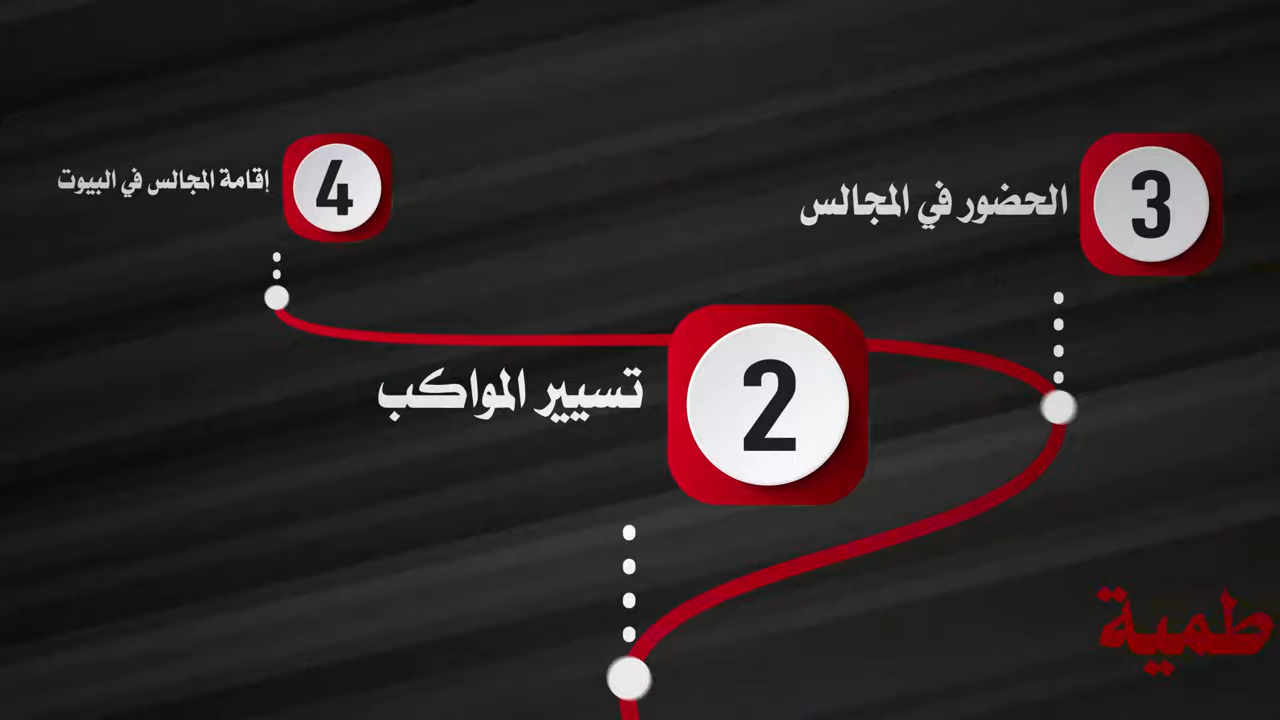 4
إقامة المجالس في البيوت
3
الحضور في المجالس
2
تسيير المواكب
طمية